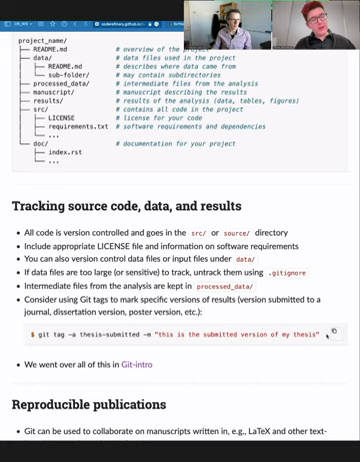 coderefinery.github.io
project_name/
├── README.md # overview of the project
├── data/ # data files used in the project
│ ├── README.md # describes where data came from
│ └── sub-folder/ # may contain subdirectories
├── processed_data/ # intermediate files from the analysis
├── manuscript/ # manuscript describing the results
├── results/ # results of the analysis (data, tables, figures)
├── src/ # contains all code in the project
│ ├── LICENSE # license for your code
│ ├── requirements.txt # software requirements and dependencies
│ └── ...
└── doc/ # documentation for your project
├── index.rst
└── ...
Tracking source code, data, and results
• All code is version controlled and goes in the src/ or source/ directory
• Include appropriate LICENSE file and information on software requirements
• You can also version control data files or input files under data/
• If data files are too large (or sensitive) to track, untrack them using .gitignore
• Intermediate files from the analysis are kept in processed_data/
• Consider using Git tags to mark specific versions of results (version submitted to a
journal, dissertation version, poster version, etc.):
$ git tag -a thesis-submitted -m "this is the submitted version of my thesis"
• We went over all of this in Git-intro
Reproducible publications
• Git can be used to collaborate on manuscripts written in, e.g., LaTeX and other text-